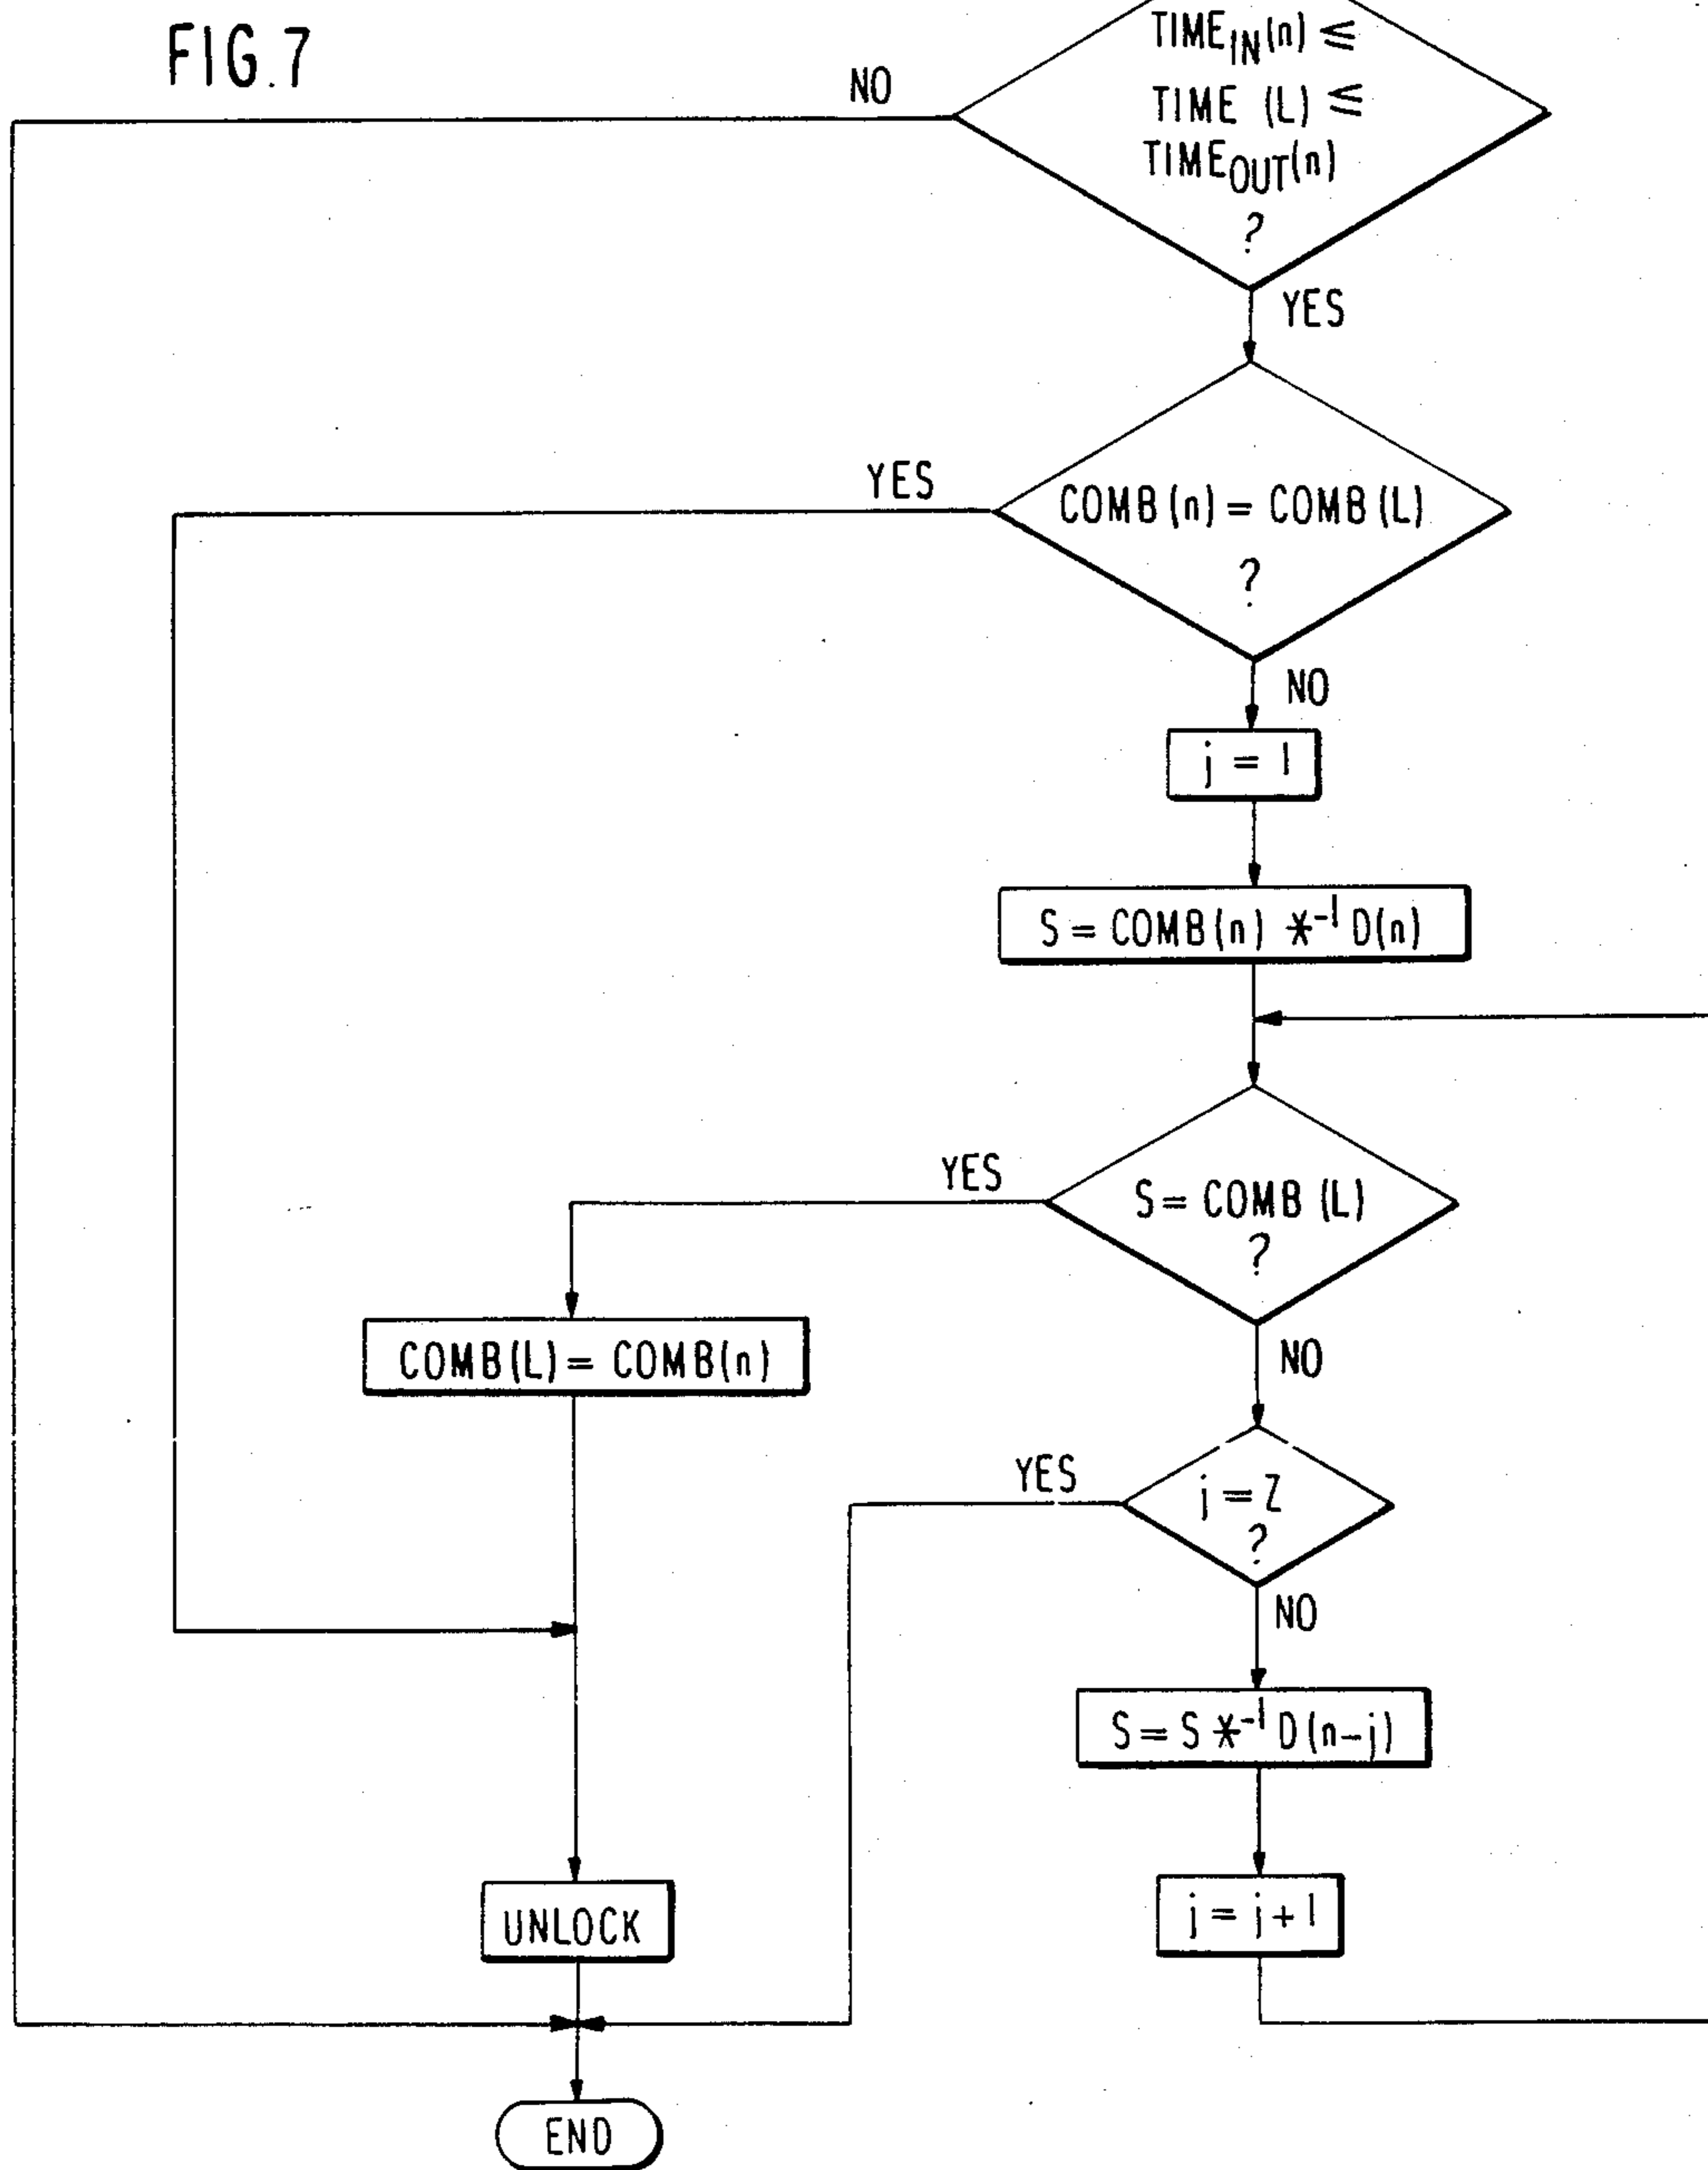 FIG.7
TIME_IN(n) ≤
TIME (L) ≤
TIME_OUT(n)
?
NO
YES
COMB(n) = COMB(L)
?
YES
NO
j = 1
S = COMB(n) *⁻¹ D(n)
S = COMB (L)
?
YES
NO
COMB(L) = COMB(n)
j = Z
?
YES
NO
S = S *⁻¹ D(n-j)
j = j + 1
UNLOCK
END